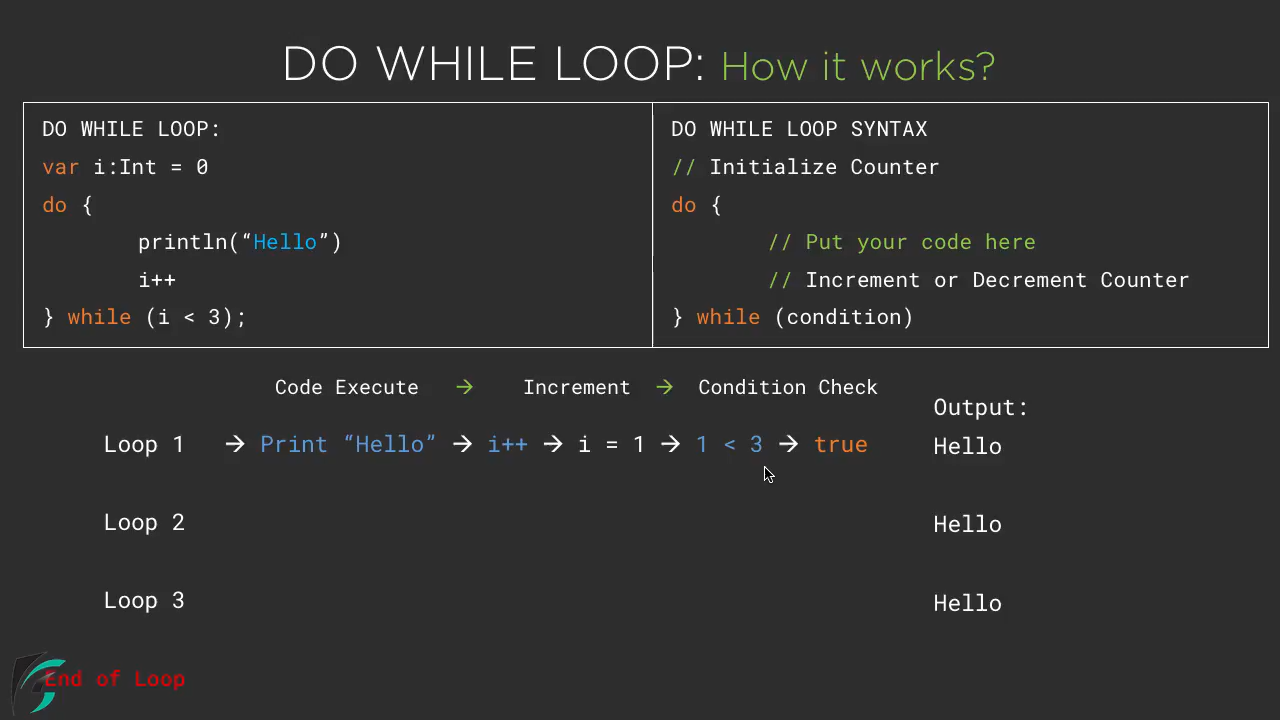 DO WHILE LOOP: How it works?
DO WHILE LOOP:
var i:Int = 0
do {
println(“Hello”)
i++
} while (i < 3);
DO WHILE LOOP SYNTAX
// Initialize Counter
do {
// Put your code here
// Increment or Decrement Counter
} while (condition)
Code Execute → Increment → Condition Check
Output:
Loop 1 → Print “Hello” → i++ → i = 1 → 1 < 3 → true
Hello
Loop 2
Hello
Loop 3
Hello
End of Loop